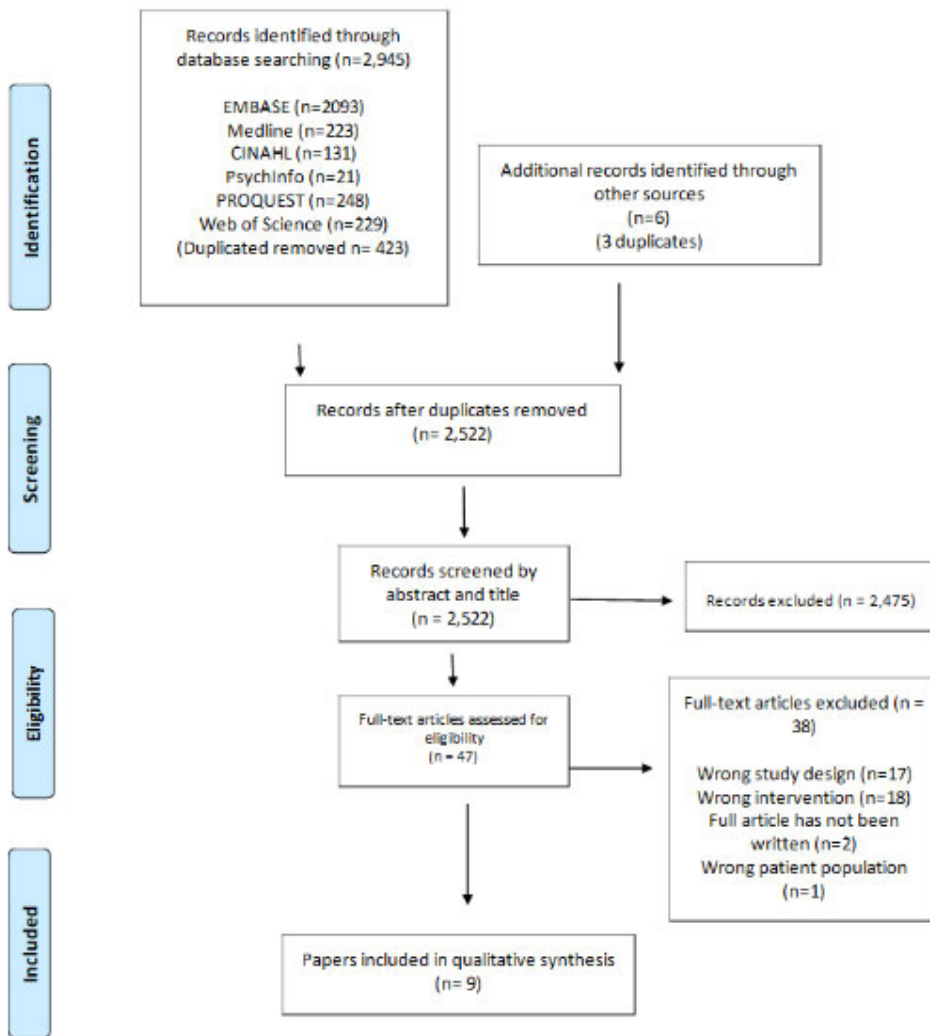 Identification
Records identified through
database searching (n=2,945)
EMBASE (n=2093)
Medline (n=223)
CINAHL (n=131)
PsychInfo (n=21)
PROQUEST (n=248)
Web of Science (n=229)
(Duplicated removed n= 423)
Additional records identified through
other sources
(n=6)
(3 duplicates)
Screening
Records after duplicates removed
(n= 2,522)
Records screened by
abstract and title
(n = 2,522)
Records excluded (n = 2,475)
Eligibility
Full-text articles assessed for
eligibility
(n = 47)
Full-text articles excluded (n =
38)
Wrong study design (n=17)
Wrong intervention (n=18)
Full article has not been
written (n=2)
Wrong patient population
(n=1)
Included
Papers included in qualitative synthesis
(n= 9)